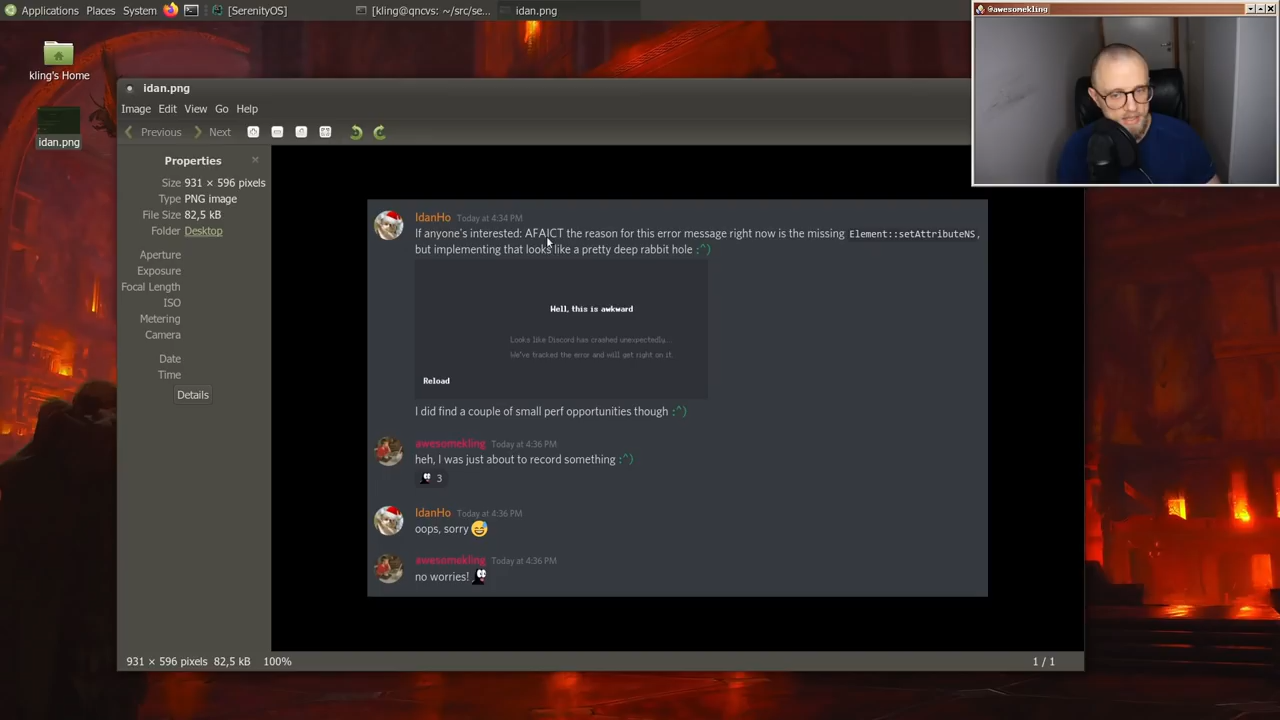 Applications Places System [SerenityOS] [kling@qncvs: ~/src/se... idan.png
@awesomekling
kling's Home
idan.png
idan.png
Image Edit View Go Help
Previous Next
Properties
Size 931 × 596 pixels
Type PNG image
File Size 82,5 kB
Folder Desktop
Aperture
Exposure
Focal Length
ISO
Metering
Camera
Date
Time
Details
IdanHo Today at 4:34 PM
If anyone's interested: AFAICT the reason for this error message right now is the missing Element::setAttributeNS,
but implementing that looks like a pretty deep rabbit hole :^)
Well, this is awkward
Looks like Discord has crashed unexpectedly...
We've tracked the error and will get right on it.
Reload
I did find a couple of small perf opportunities though :^)
awesomekling Today at 4:36 PM
heh, I was just about to record something :^)
3
IdanHo Today at 4:36 PM
oops, sorry
awesomekling Today at 4:36 PM
no worries!
931 × 596 pixels 82,5 kB 100% 1 / 1